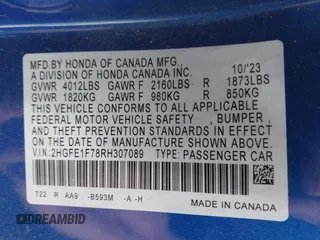 MFD.BY HONDA OF CANADA MFG., 10/'23
A DIVISION OF HONDA CANADA INC.
GVWR 4012LBS GAWR F 2160LBS R 1873LBS
GVWR 1820KG GAWR F 980KG R 850KG
THIS VEHICLE CONFORMS TO ALL APPLICABLE
FEDERAL MOTOR VEHICLE SAFETY , BUMPER ,
AND THEFT PREVENTION STANDARDS IN EFFECT
ON THE DATE OF MANUFACTURE SHOWN ABOVE.
V.I.N: 2HGFE1F78RH307089 TYPE: PASSENGER CAR
T22 R AA9 -B593M -A -H
MADE IN CANADA
DREAMBID